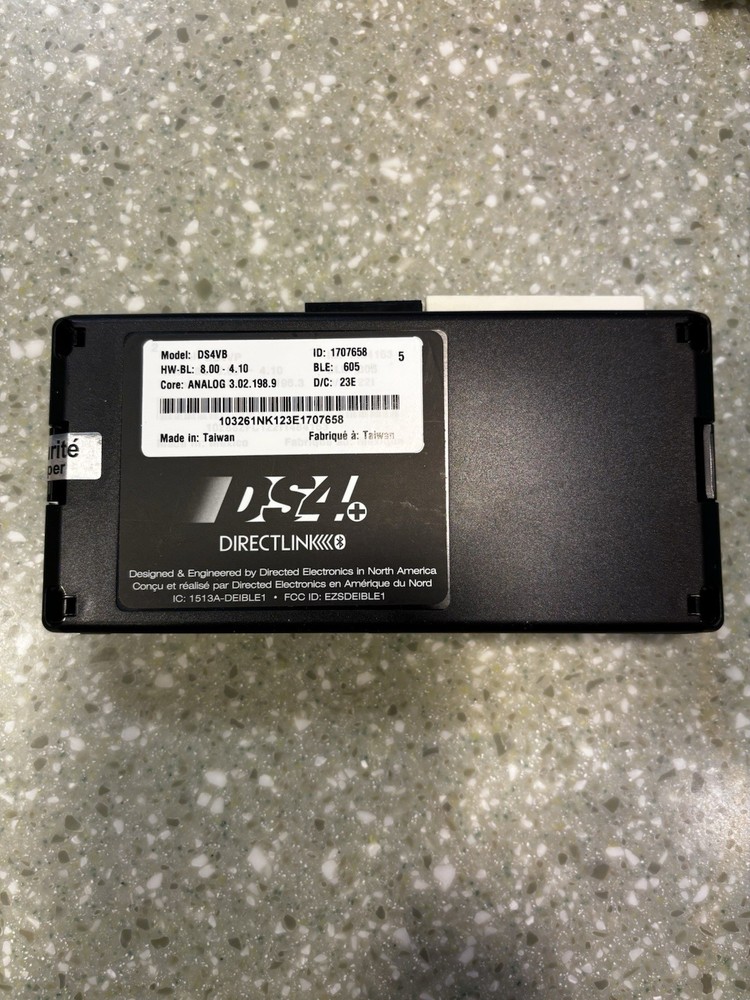 Model: DS4VB ID: 1707658 5
HW-BL: 8.00 - 4.10 BLE: 605
Core: ANALOG 3.02.198.9 D/C: 23E
103261NK123E1707658
Made in: Taiwan Fabriqué à: Taiwan
rité
per
DS4+
DIRECTLINK
Designed & Engineered by Directed Electronics in North America
Conçu et réalisé par Directed Electronics en Amérique du Nord
IC: 1513A-DEIBLE1 • FCC ID: EZSDEIBLE1